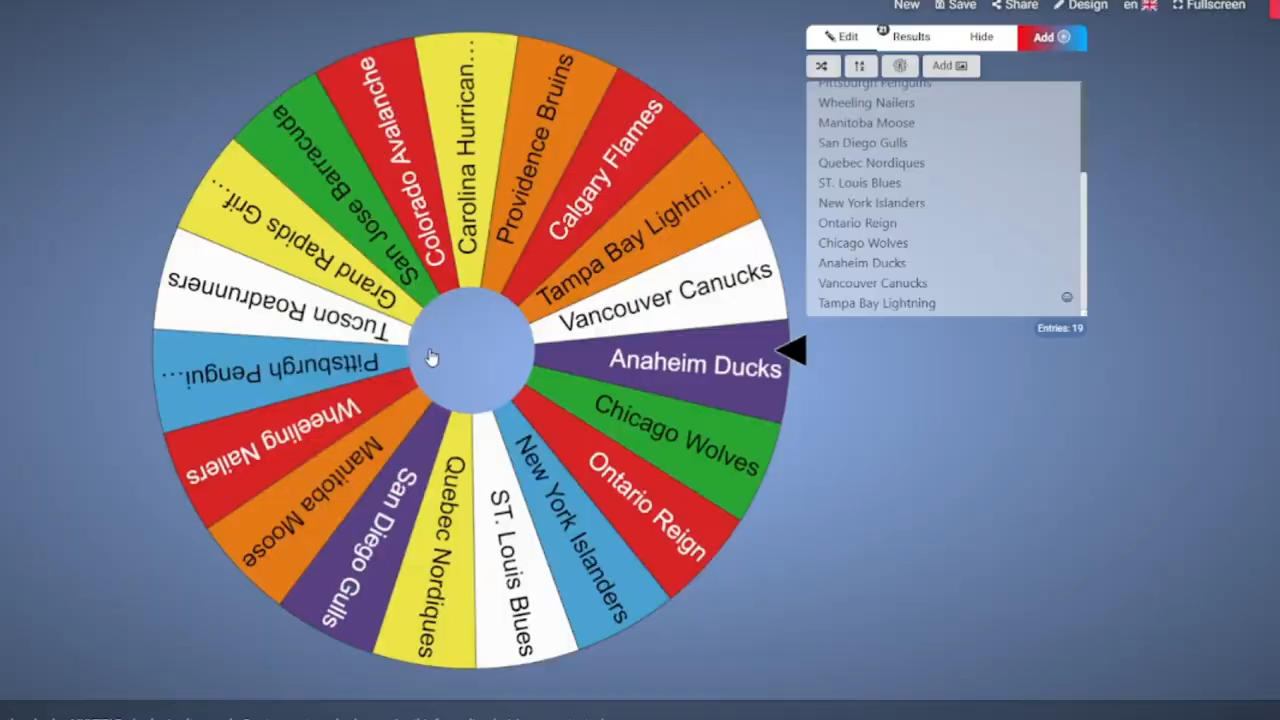 New Save Share Design en Fullscreen
Edit 21 Results Hide Add
Add
Pittsburgh Penguins
Wheeling Nailers
Manitoba Moose
San Diego Gulls
Quebec Nordiques
ST. Louis Blues
New York Islanders
Ontario Reign
Chicago Wolves
Anaheim Ducks
Vancouver Canucks
Tampa Bay Lightning
Entries: 19
Carolina Hurrican...
Providence Bruins
Calgary Flames
Tampa Bay Lightni...
Vancouver Canucks
Anaheim Ducks
Chicago Wolves
Ontario Reign
New York Islanders
ST. Louis Blues
Quebec Nordiques
San Diego Gulls
Manitoba Moose
Wheeling Nailers
Pittsburgh Pengui...
Tucson Roadrunners
Grand Rapids Grif...
San Jose Barracuda
Colorado Avalanche